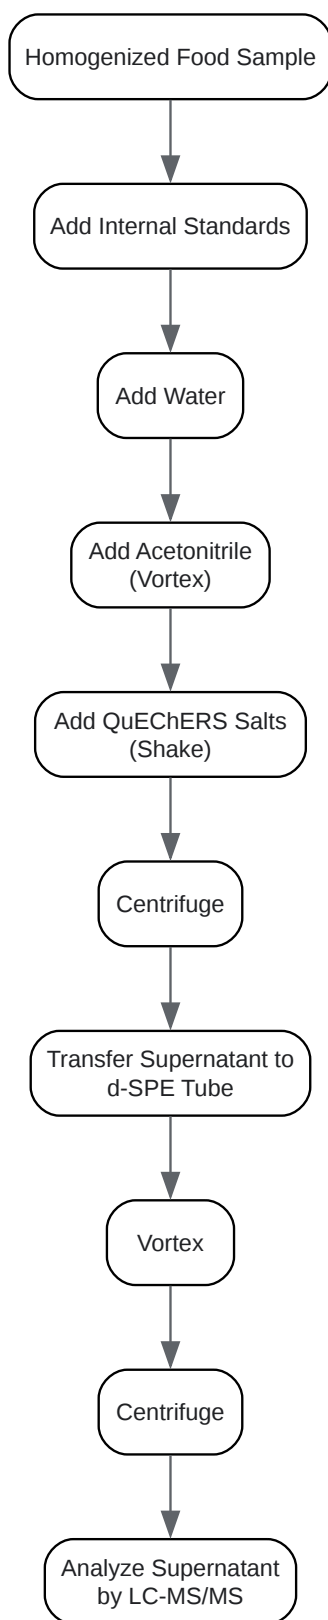 Homogenized Food Sample
Add Internal Standards
Add Water
Add Acetonitrile
(Vortex)
Add QuEChERS Salts
(Shake)
Centrifuge
Transfer Supernatant to
d-SPE Tube
Vortex
Centrifuge
Analyze Supernatant
by LC-MS/MS